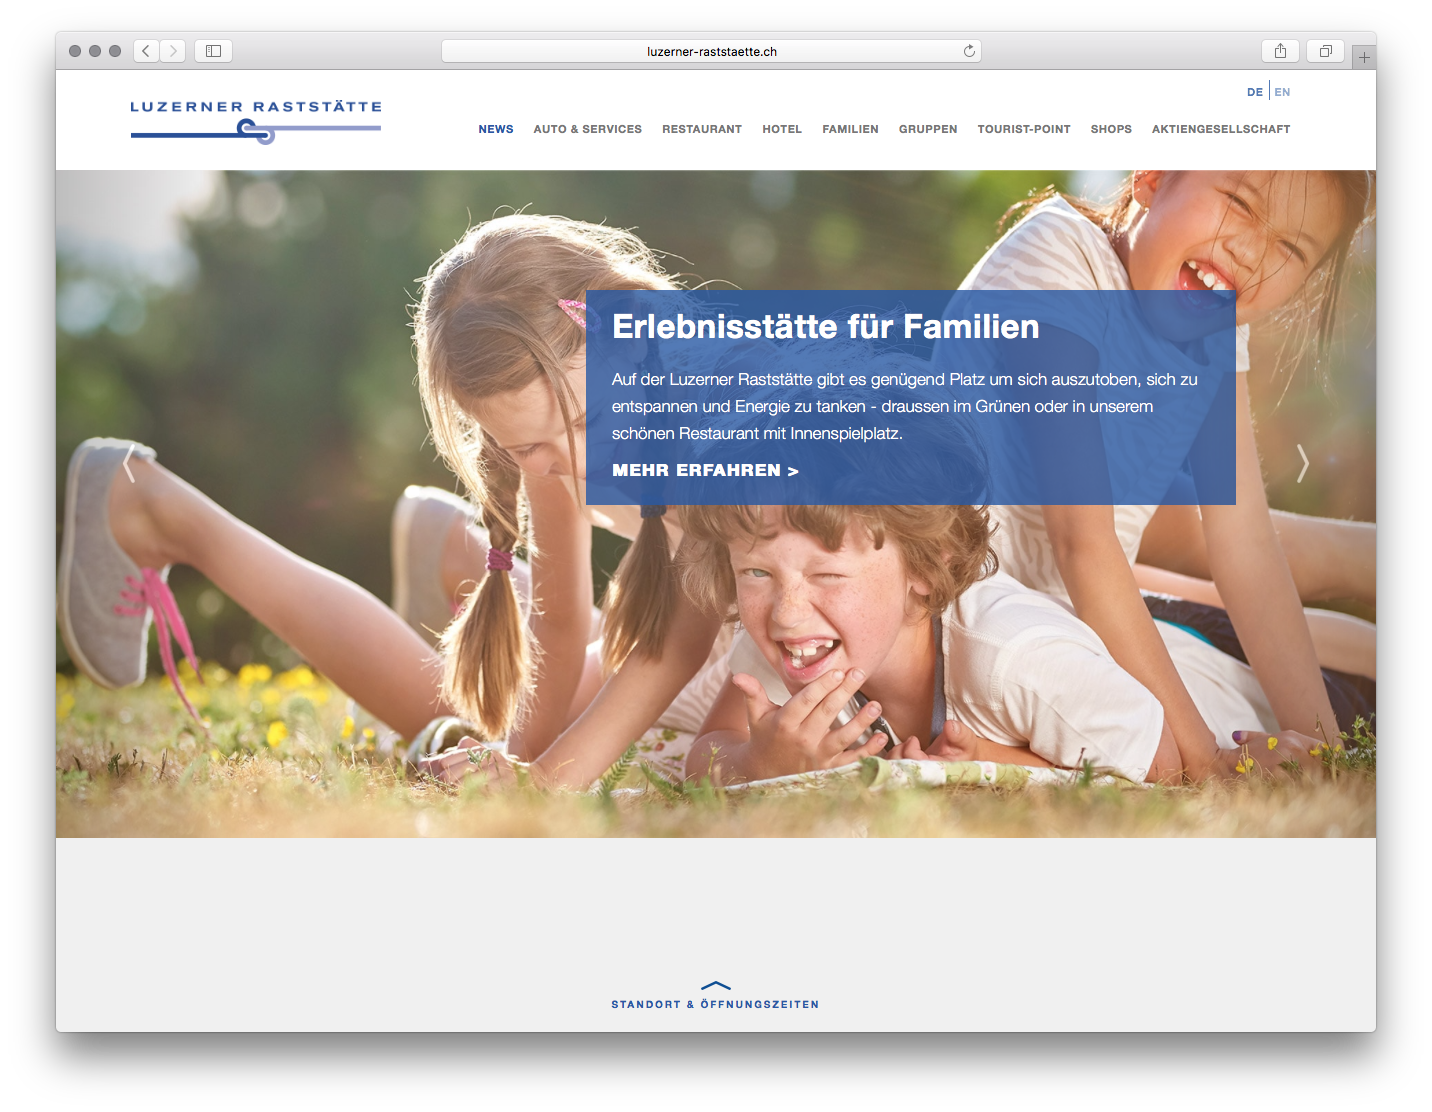 luzerner-raststaette.ch
DE | EN
LUZERNER RASTSTÄTTE
NEWS AUTO & SERVICES RESTAURANT HOTEL FAMILIEN GRUPPEN TOURIST-POINT SHOPS AKTIENGESELLSCHAFT
Erlebnisstätte für Familien
Auf der Luzerner Raststätte gibt es genügend Platz um sich auszutoben, sich zu
entspannen und Energie zu tanken - draussen im Grünen oder in unserem
schönen Restaurant mit Innenspielplatz.
MEHR ERFAHREN >
STANDORT & ÖFFNUNGSZEITEN